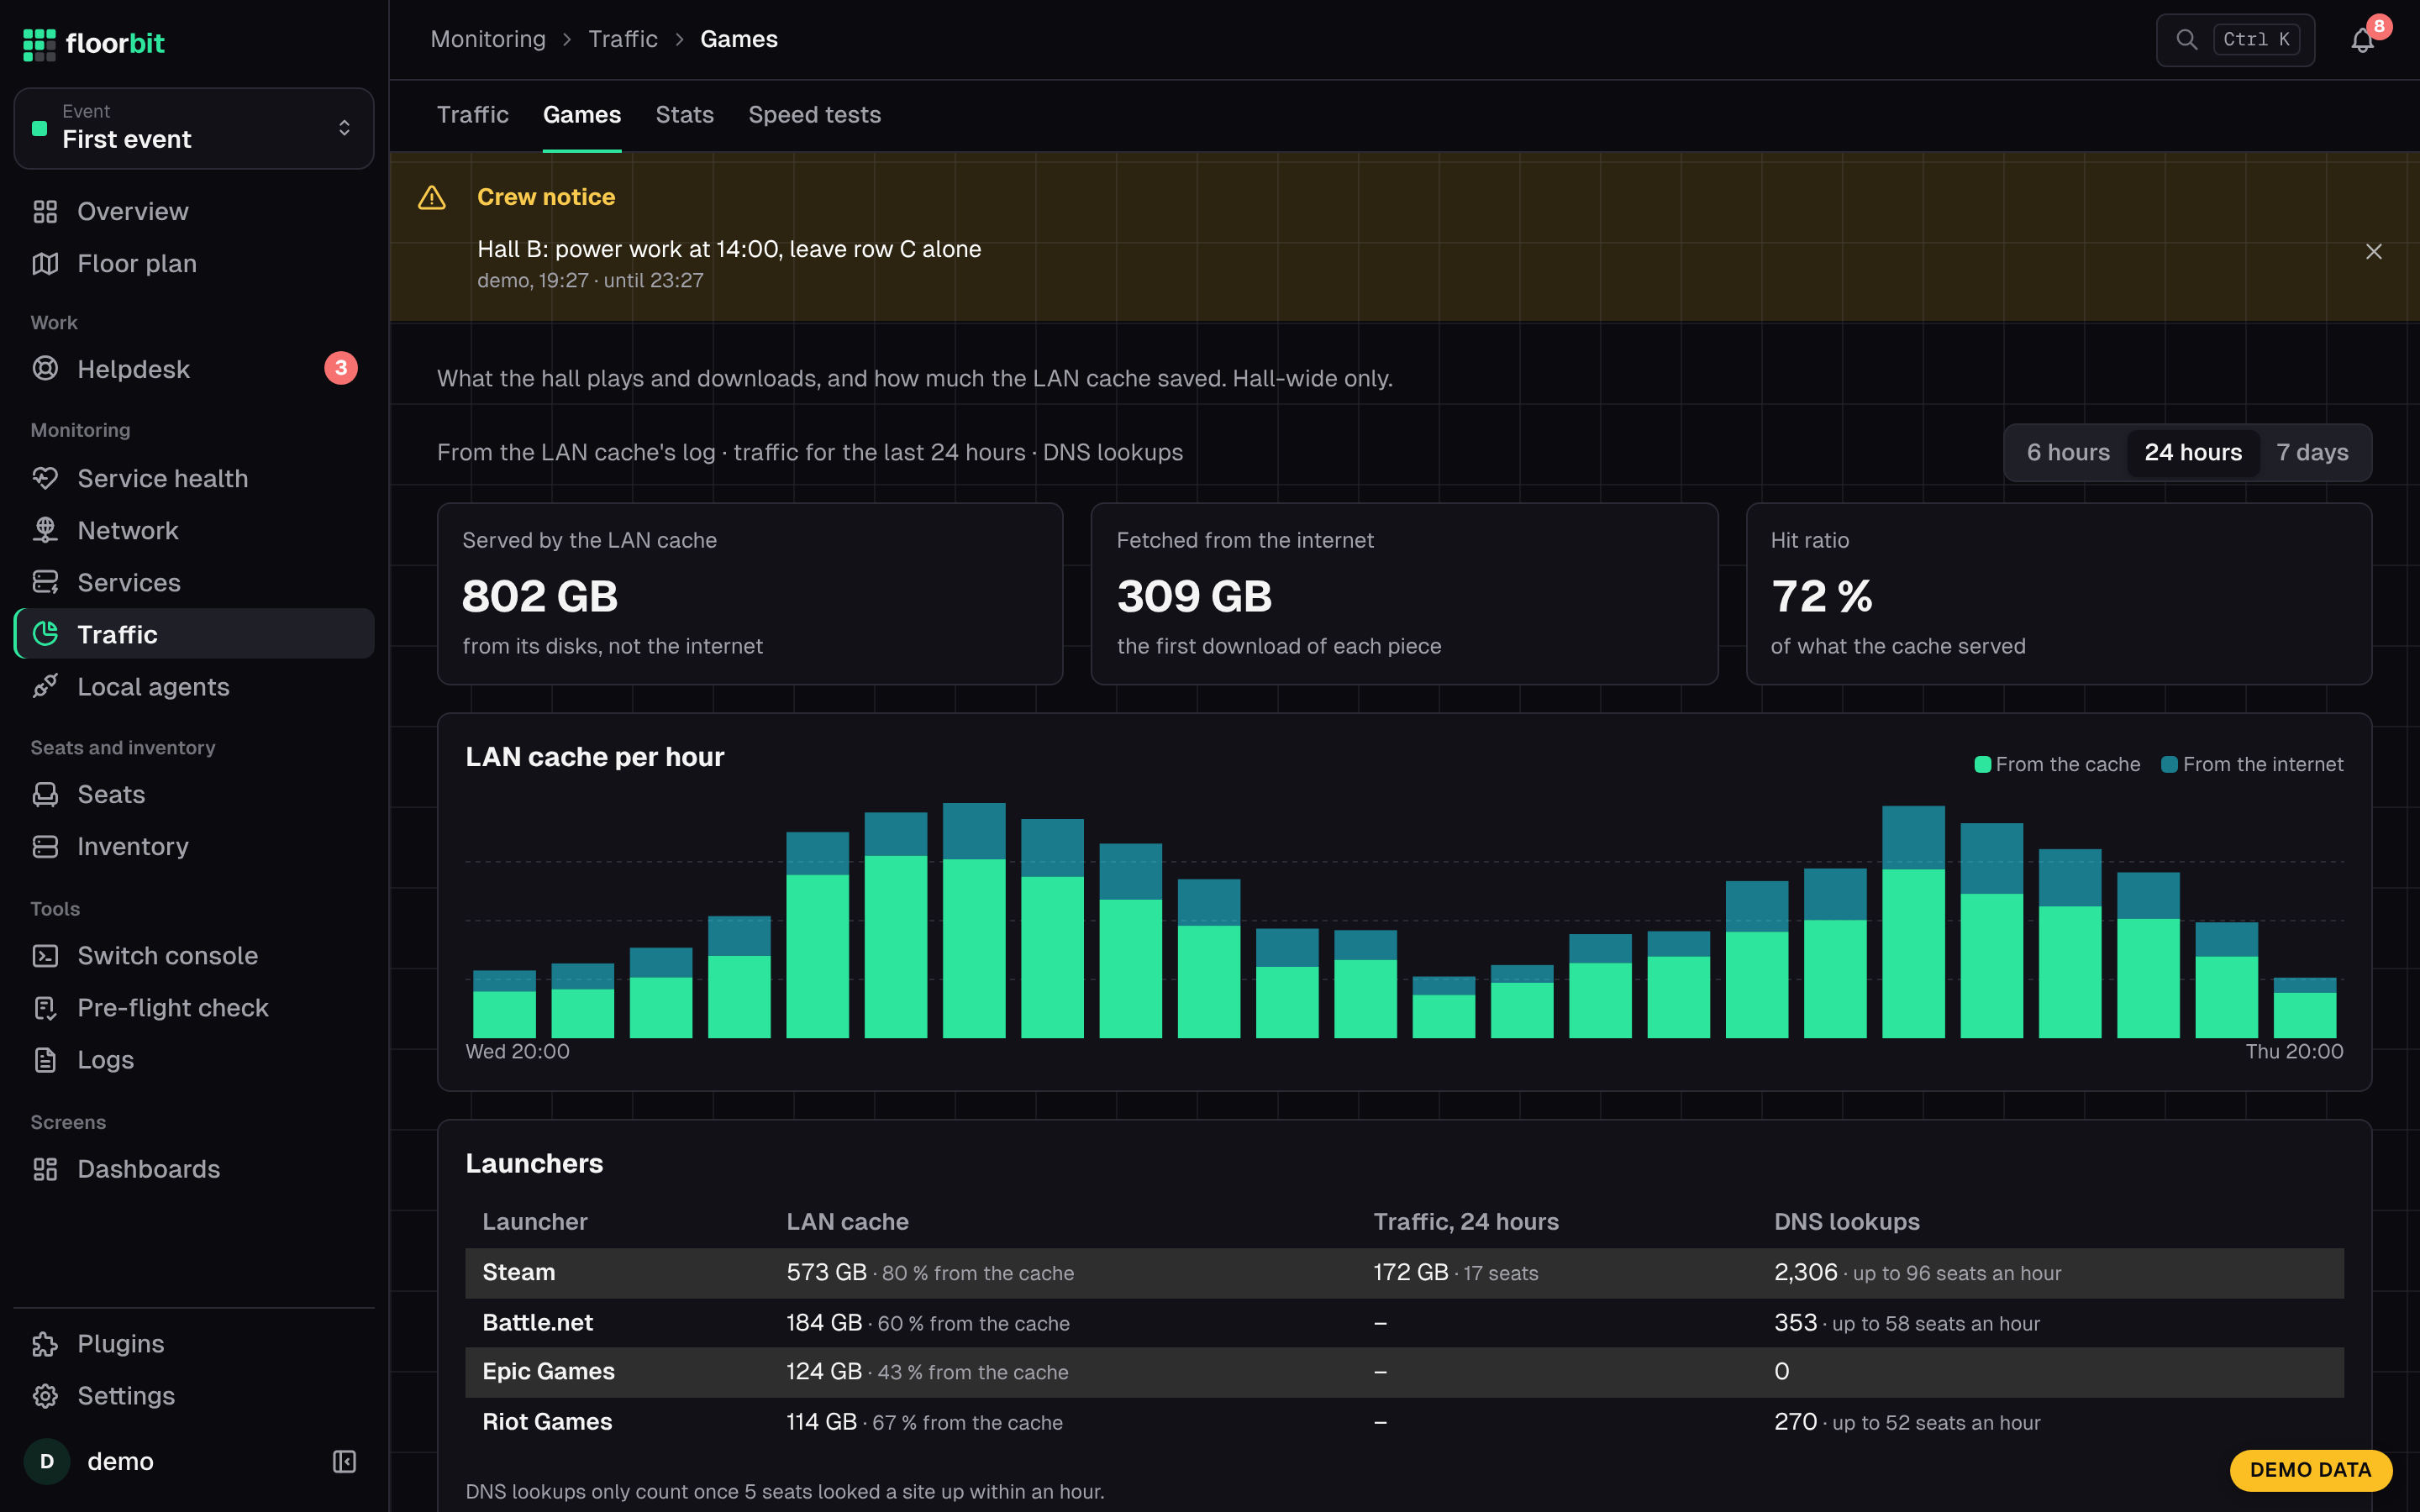 floorbit
Event
First event
Overview
Floor plan
Work
Helpdesk 3
Monitoring
Service health
Network
Services
Traffic
Local agents
Seats and inventory
Seats
Inventory
Tools
Switch console
Pre-flight check
Logs
Screens
Dashboards
Plugins
Settings
D demo
Monitoring > Traffic > Games
Ctrl K
8
Traffic Games Stats Speed tests
Crew notice
Hall B: power work at 14:00, leave row C alone
demo, 19:27 · until 23:27
What the hall plays and downloads, and how much the LAN cache saved. Hall-wide only.
From the LAN cache's log · traffic for the last 24 hours · DNS lookups
6 hours 24 hours 7 days
Served by the LAN cache
802 GB
from its disks, not the internet
Fetched from the internet
309 GB
the first download of each piece
Hit ratio
72 %
of what the cache served
LAN cache per hour
From the cache From the internet
Wed 20:00 Thu 20:00
Launchers
Launcher LAN cache Traffic, 24 hours DNS lookups
Steam 573 GB · 80 % from the cache 172 GB · 17 seats 2,306 · up to 96 seats an hour
Battle.net 184 GB · 60 % from the cache – 353 · up to 58 seats an hour
Epic Games 124 GB · 43 % from the cache – 0
Riot Games 114 GB · 67 % from the cache – 270 · up to 52 seats an hour
DNS lookups only count once 5 seats looked a site up within an hour.
DEMO DATA